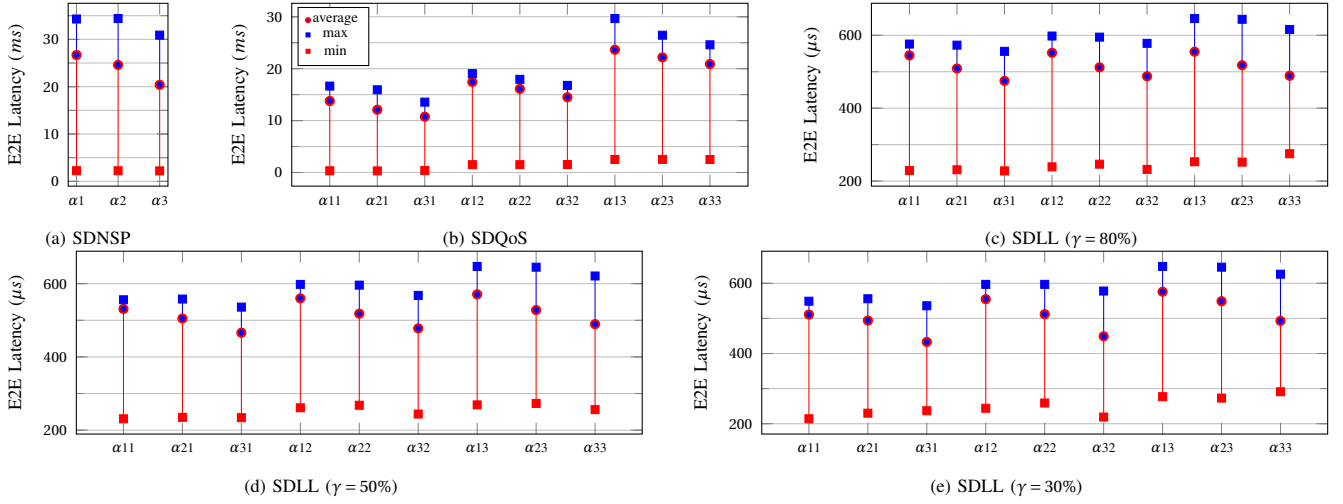 E2E Latency (ms)
30
20
10
0
α1 α2 α3
(a) SDNSP
E2E Latency (ms)
30
20
10
0
average
max
min
α11 α21 α31 α12 α22 α32 α13 α23 α33
(b) SDQoS
E2E Latency (μs)
600
400
200
α11 α21 α31 α12 α22 α32 α13 α23 α33
(c) SDLL (γ = 80%)
E2E Latency (μs)
600
400
200
α11 α21 α31 α12 α22 α32 α13 α23 α33
(d) SDLL (γ = 50%)
E2E Latency (μs)
600
400
200
α11 α21 α31 α12 α22 α32 α13 α23 α33
(e) SDLL (γ = 30%)